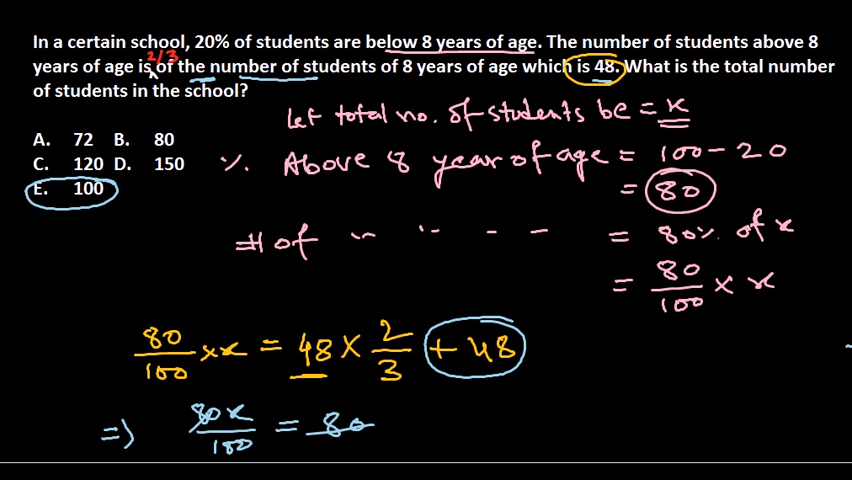 In a certain school, 20% of students are below 8 years of age. The number of students above 8
years of age is 2/3 of the number of students of 8 years of age which is 48. What is the total number
of students in the school?
Let total no. of students be = x
A. 72 B. 80
C. 120 D. 150
E. 100
% Above 8 year of age = 100 - 20
= 80
# of " " " " = 80% of x
= 80/100 × x
80/100 × x = 48 × 2/3 + 48
⇒ 80x/100 = 80